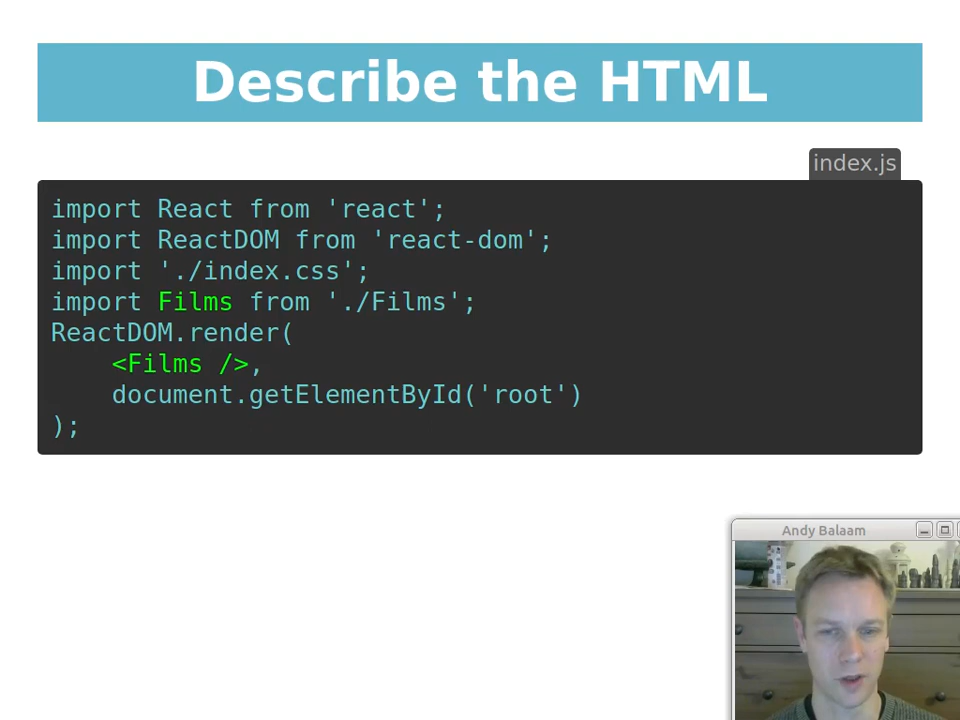 Describe the HTML
index.js
import React from 'react';
import ReactDOM from 'react-dom';
import './index.css';
import Films from './Films';
ReactDOM.render(
    <Films />,
    document.getElementById('root')
);
Andy Balaam